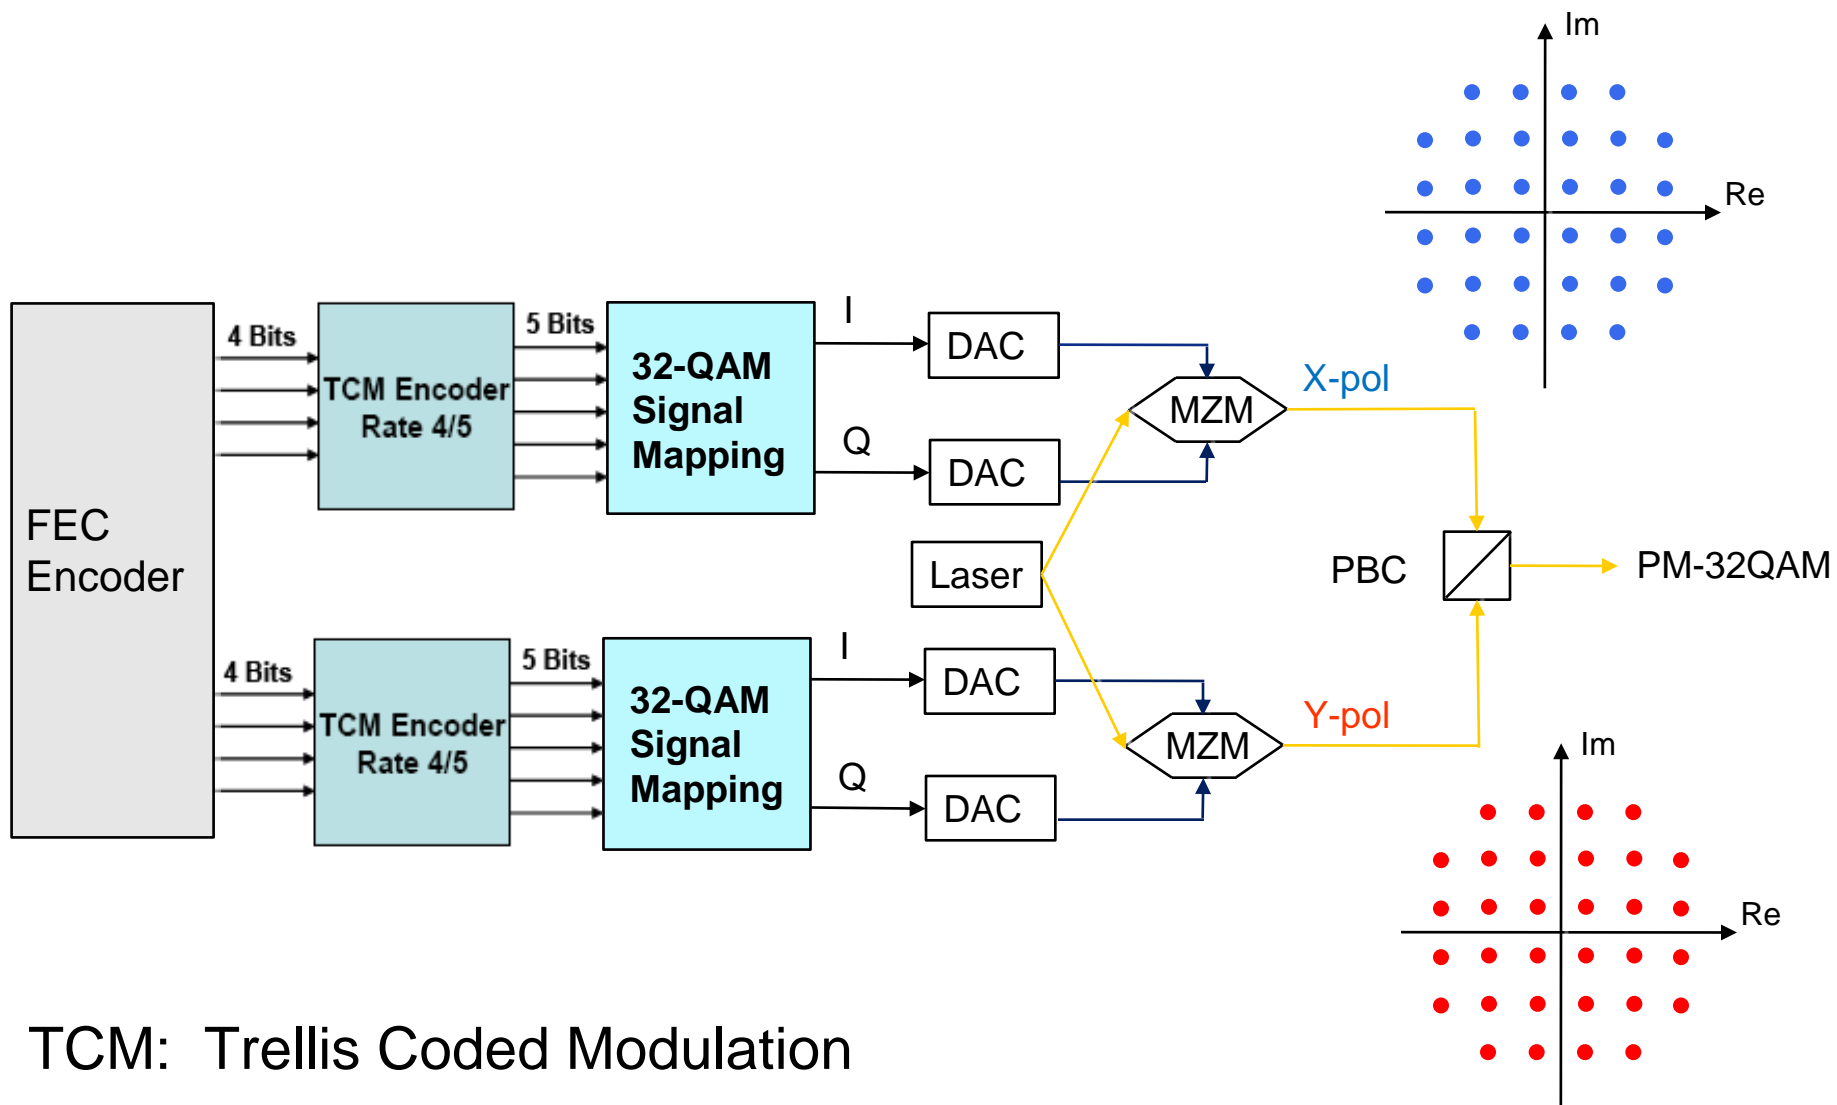 Im
Re
4 Bits
5 Bits
I
DAC
TCM Encoder
Rate 4/5
32-QAM
Signal
Mapping
X-pol
MZM
Q
DAC
FEC
Encoder
Laser
PBC
PM-32QAM
4 Bits
5 Bits
I
DAC
TCM Encoder
Rate 4/5
32-QAM
Signal
Mapping
Y-pol
MZM
Q
DAC
Im
Re
TCM: Trellis Coded Modulation